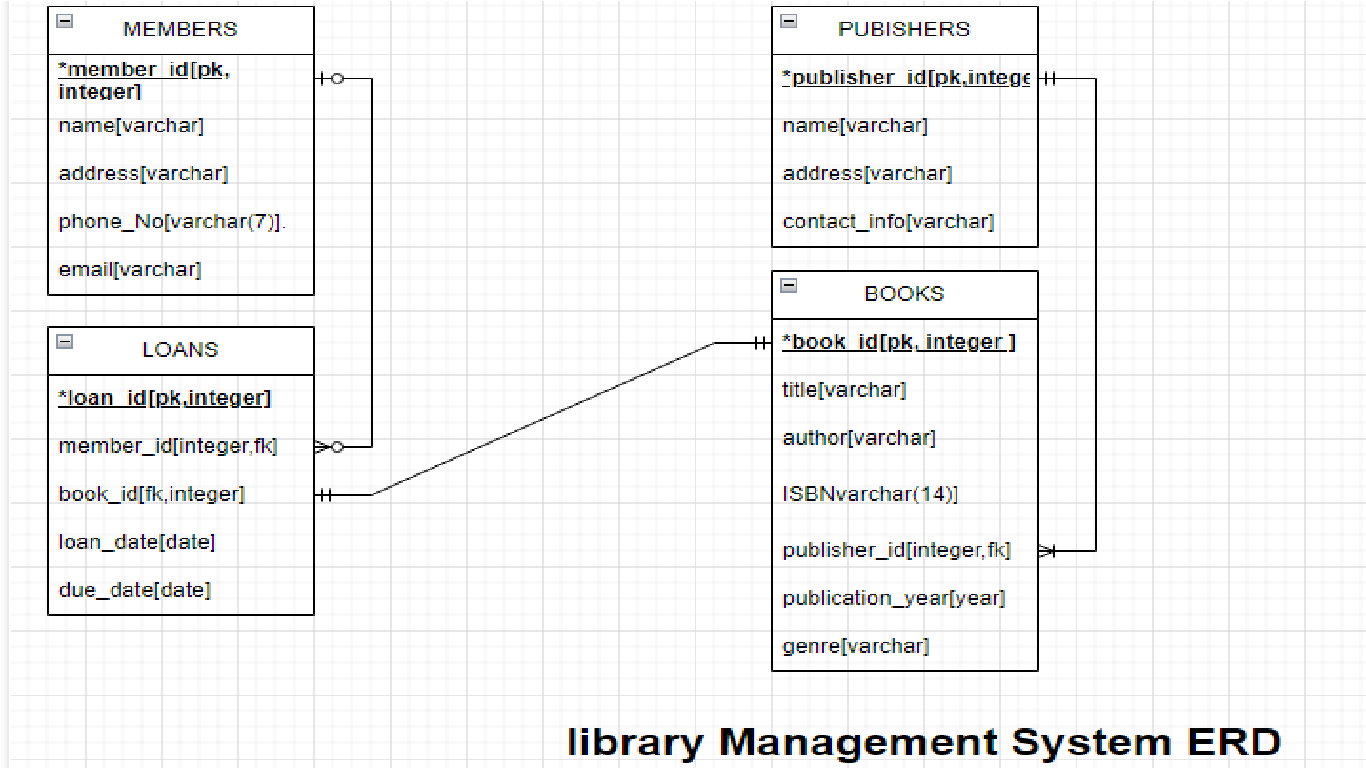 MEMBERS
*member_id[pk,
integer]
name[varchar]
address[varchar]
phone_No[varchar(7)].
email[varchar]
LOANS
*loan_id[pk,integer]
member_id[integer,fk]
book_id[fk,integer]
loan_date[date]
due_date[date]
PUBISHERS
*publisher_id[pk,intege
name[varchar]
address[varchar]
contact_info[varchar]
BOOKS
*book_id[pk, integer ]
title[varchar]
author[varchar]
ISBNvarchar(14)]
publisher_id[integer,fk]
publication_year[year]
genre[varchar]
library Management System ERD